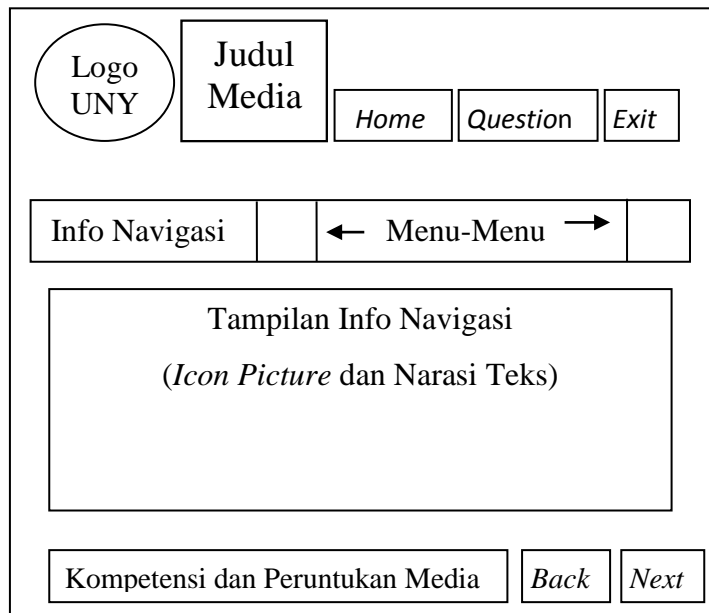 Logo
UNY
Judul
Media
Home
Question
Exit
Info Navigasi
Menu-Menu
Tampilan Info Navigasi
(Icon Picture dan Narasi Teks)
Kompetensi dan Peruntukan Media
Back
Next